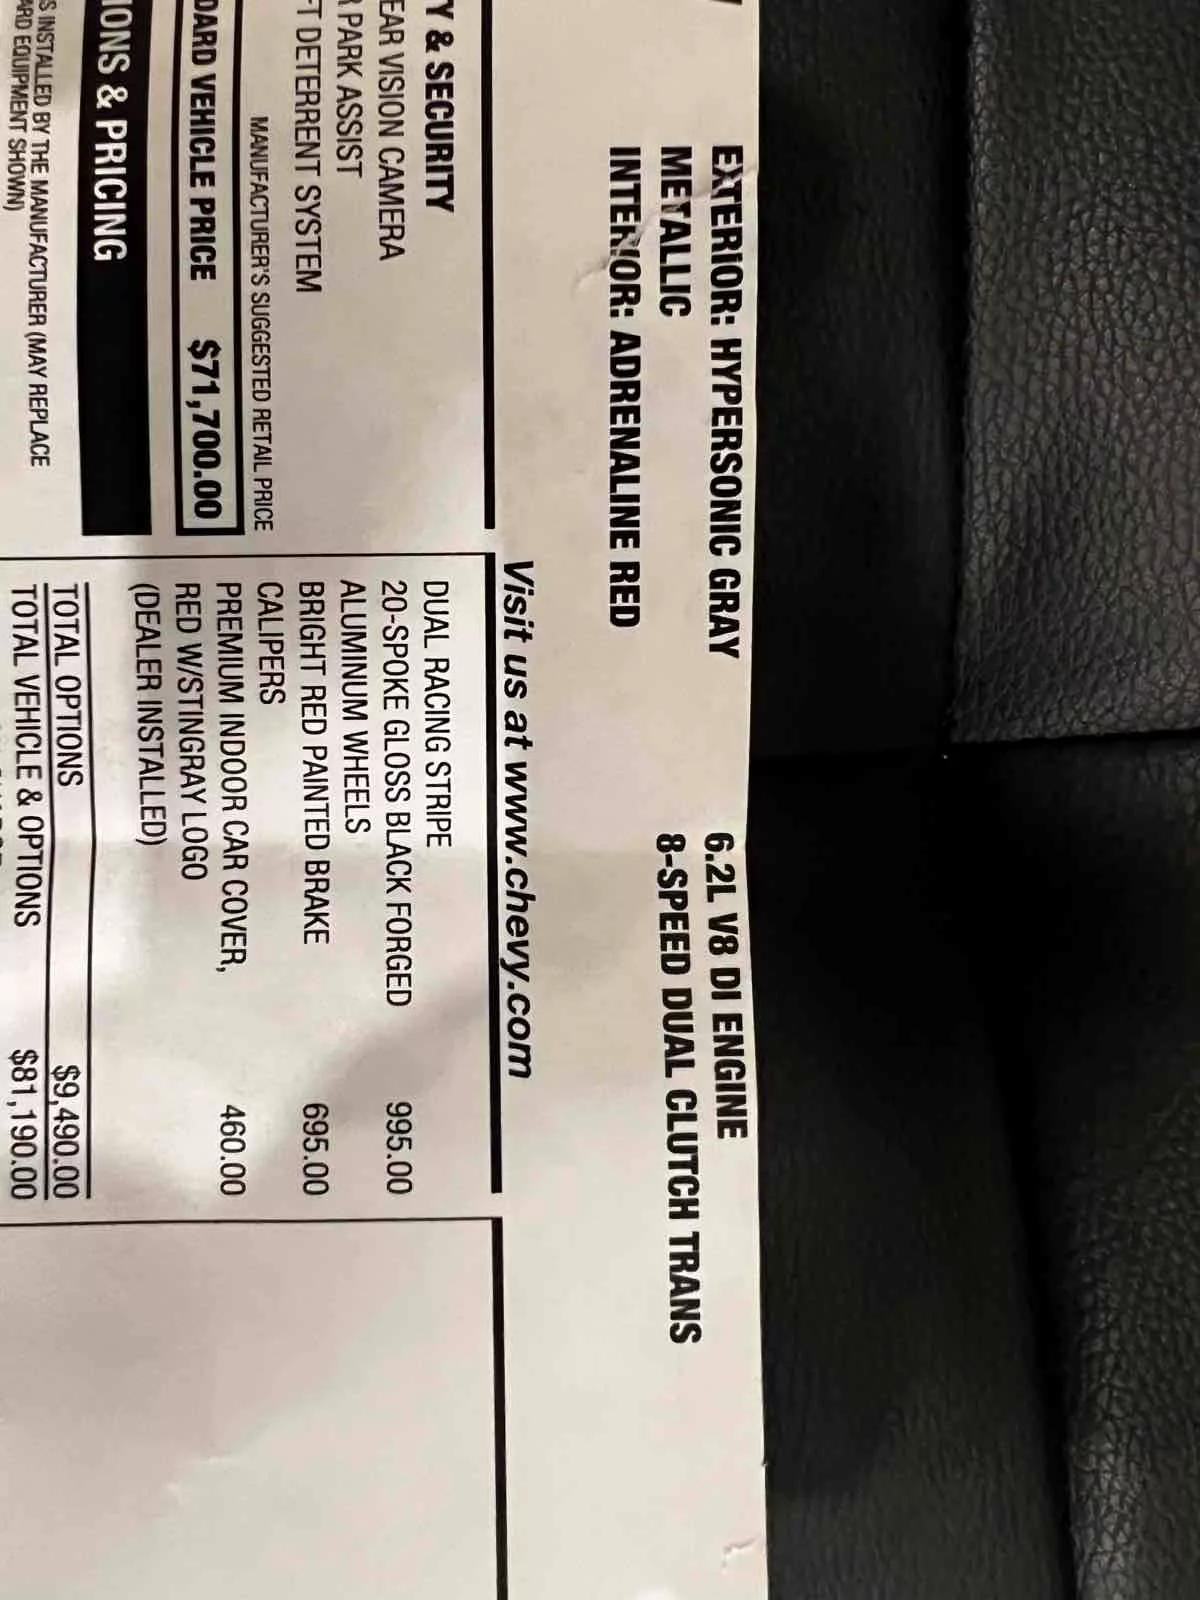 EXTERIOR: HYPERSONIC GRAY
METALLIC
INTERIOR: ADRENALINE RED
6.2L V8 DI ENGINE
8-SPEED DUAL CLUTCH TRANS
Visit us at www.chevy.com
Y & SECURITY
EAR VISION CAMERA
R PARK ASSIST
FT DETERRENT SYSTEM
MANUFACTURER'S SUGGESTED RETAIL PRICE
DARD VEHICLE PRICE $71,700.00
IONS & PRICING
S INSTALLED BY THE MANUFACTURER (MAY REPLACE
ARD EQUIPMENT SHOWN)
DUAL RACING STRIPE
20-SPOKE GLOSS BLACK FORGED 995.00
ALUMINUM WHEELS
BRIGHT RED PAINTED BRAKE 695.00
CALIPERS
PREMIUM INDOOR CAR COVER, 460.00
RED W/STINGRAY LOGO
(DEALER INSTALLED)
TOTAL OPTIONS $9,490.00
TOTAL VEHICLE & OPTIONS $81,190.00